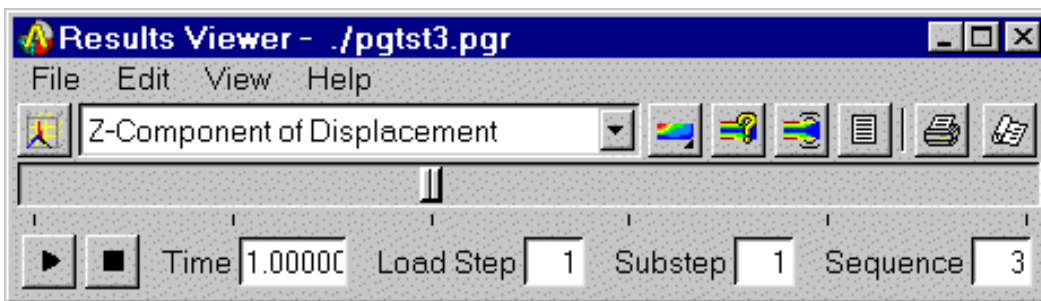 Results Viewer - ./pgtst3.pgr
File Edit View Help
Z-Component of Displacement
Time 1.00000 Load Step 1 Substep 1 Sequence 3